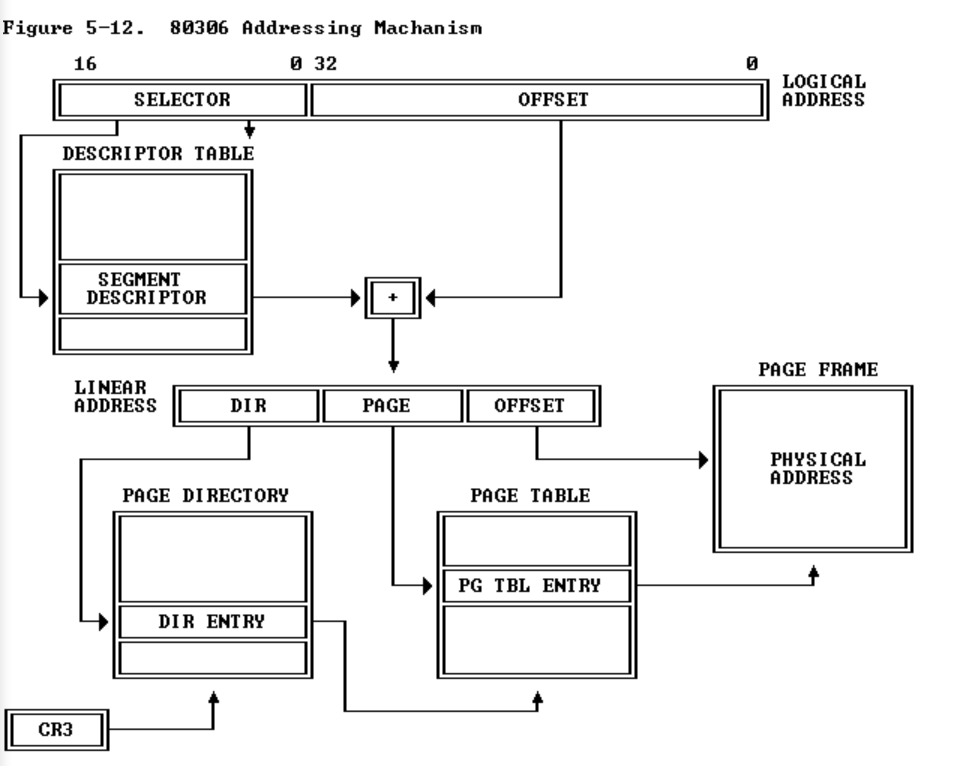 Figure 5-12.  80306 Addressing Machanism
16 0 32 0
SELECTOR OFFSET
LOGICAL
ADDRESS
DESCRIPTOR TABLE
SEGMENT
DESCRIPTOR
+
LINEAR
ADDRESS
DIR PAGE OFFSET
PAGE FRAME
PHYSICAL
ADDRESS
PAGE DIRECTORY
PAGE TABLE
PG TBL ENTRY
DIR ENTRY
CR3